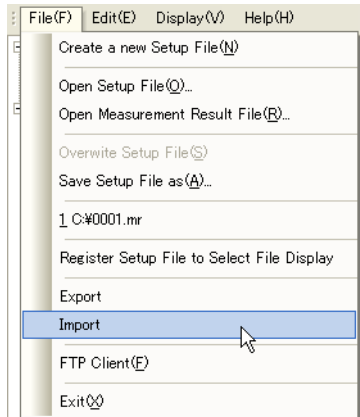 File(F) Edit(E) Display(V) Help(H)
Create a new Setup File(N)
Open Setup File(O)...
Open Measurement Result File(R)...
Overwite Setup File(S)
Save Setup File as(A)...
1 C:¥0001.mr
Register Setup File to Select File Display
Export
Import
FTP Client(F)
Exit(X)